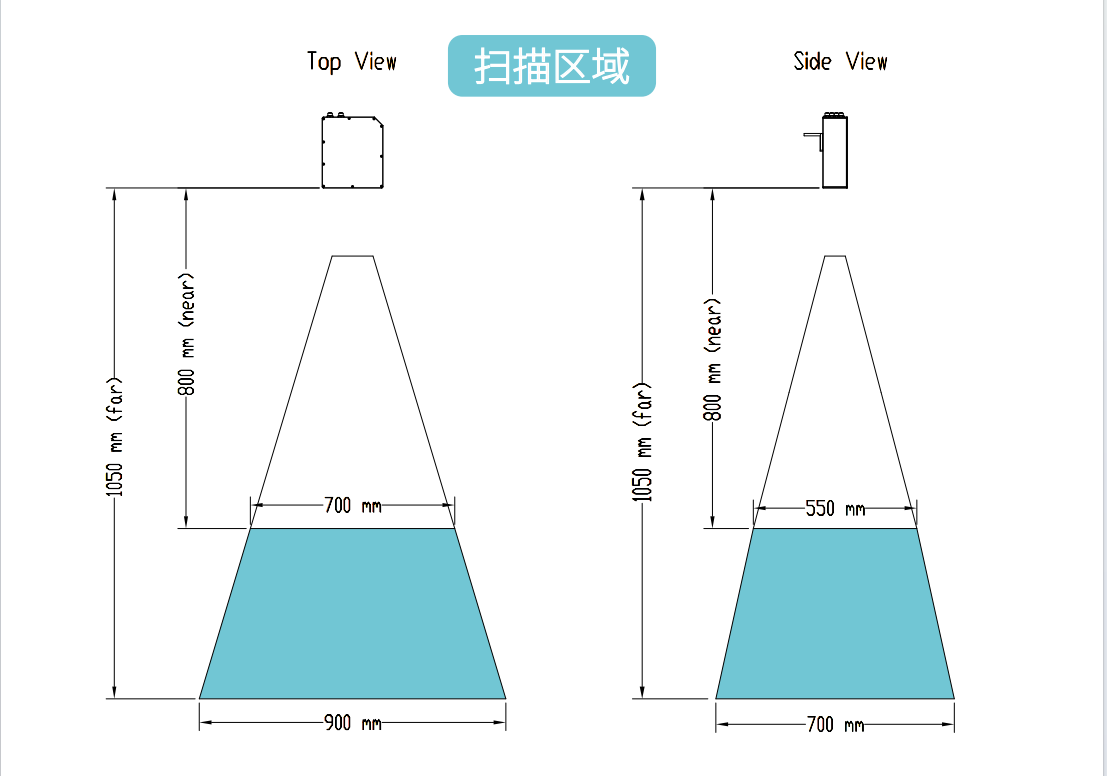 扫描区域
Top View
Side View
1050 mm (far)
800 mm (near)
700 mm
900 mm
1050 mm (far)
800 mm (near)
550 mm
700 mm